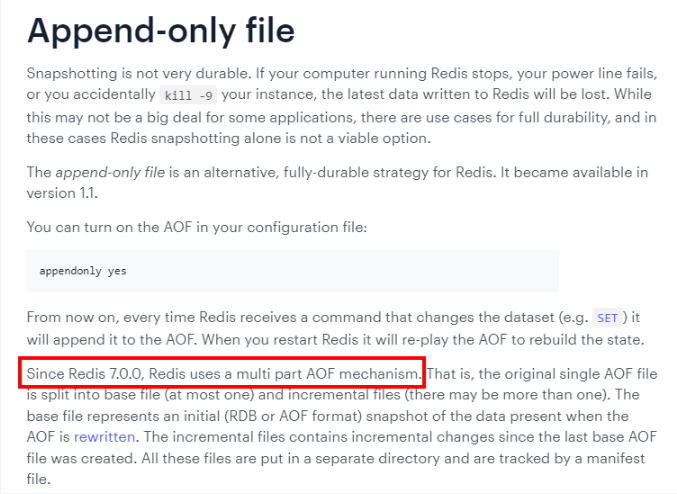 Append-only file
Snapshotting is not very durable. If your computer running Redis stops, your power line fails,
or you accidentally kill -9 your instance, the latest data written to Redis will be lost. While
this may not be a big deal for some applications, there are use cases for full durability, and in
these cases Redis snapshotting alone is not a viable option.
The append-only file is an alternative, fully-durable strategy for Redis. It became available in
version 1.1.
You can turn on the AOF in your configuration file:
appendonly yes
From now on, every time Redis receives a command that changes the dataset (e.g. SET) it
will append it to the AOF. When you restart Redis it will re-play the AOF to rebuild the state.
Since Redis 7.0.0, Redis uses a multi part AOF mechanism. That is, the original single AOF file
is split into base file (at most one) and incremental files (there may be more than one). The
base file represents an initial (RDB or AOF format) snapshot of the data present when the
AOF is rewritten. The incremental files contains incremental changes since the last base AOF
file was created. All these files are put in a separate directory and are tracked by a manifest
file.